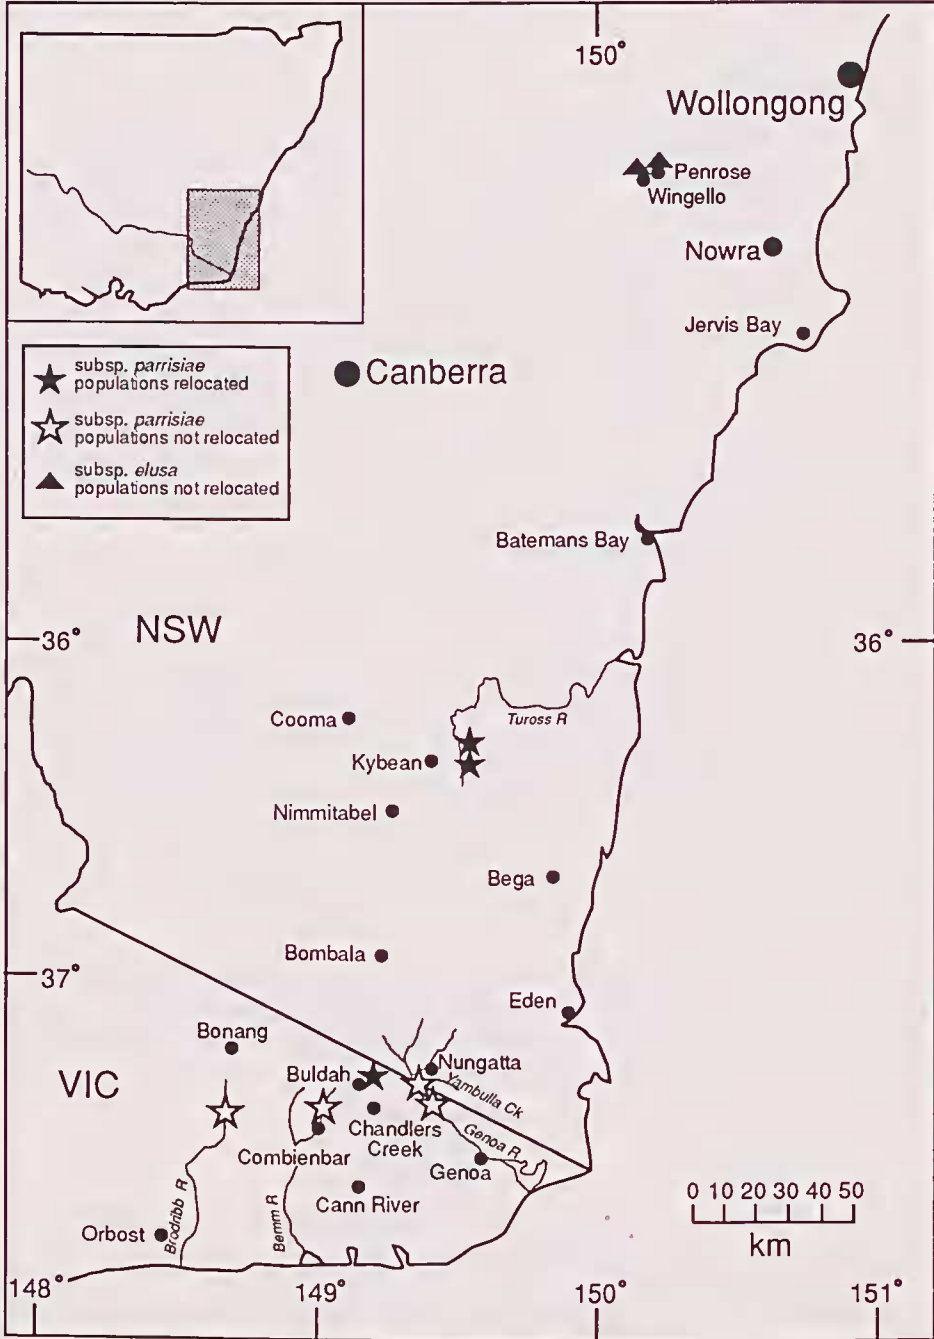 150°
Wollongong
Penrose
Wingello
Nowra
Jervis Bay
subsp. parrisiae
populations relocated
subsp. parrisiae
populations not relocated
subsp. elusa
populations not relocated
Canberra
Batemans Bay
NSW
36°
36°
Tuross R
Cooma
Kybean
Nimmitabel
Bega
Bombala
37°
Eden
Bonang
VIC
Nungatta
Buldah
Yambulla Ck
Chandlers
Creek
Genoa R
Combienbar
Genoa
Cann River
Brodribb R
Bemm R
Orbost
0 10 20 30 40 50
km
148°
149°
150°
151°